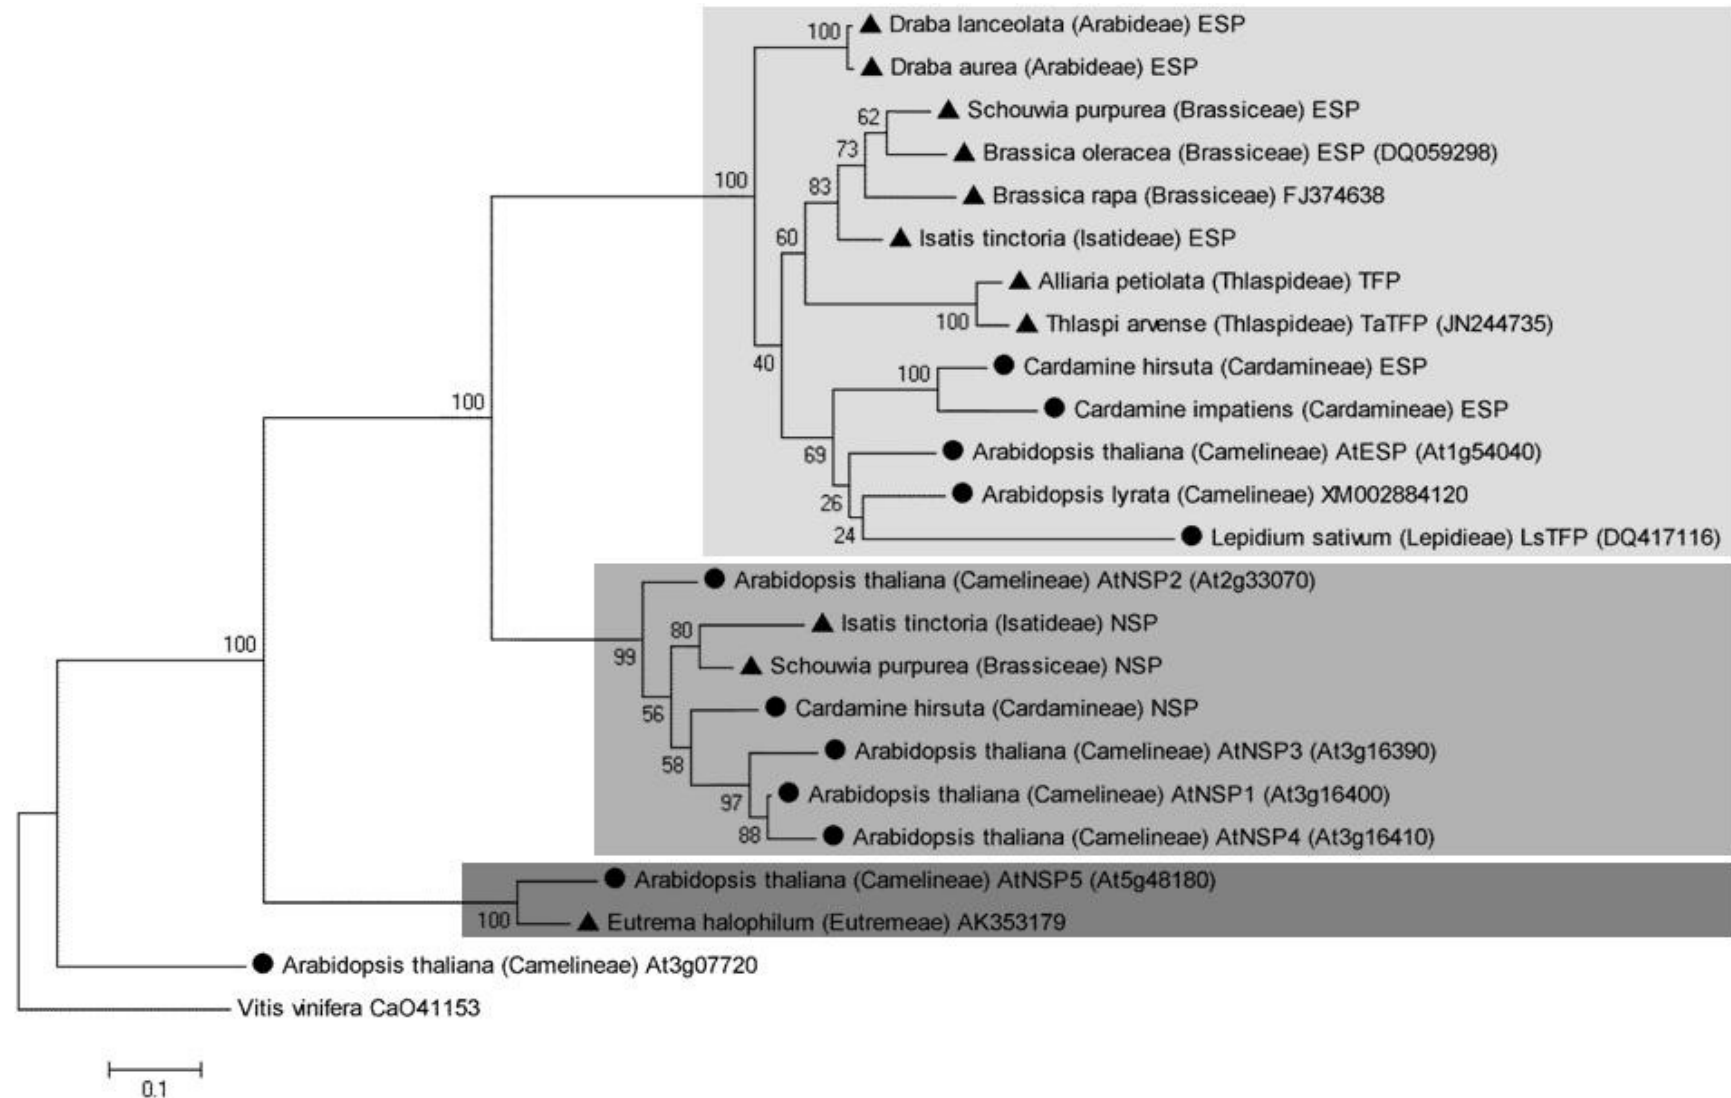 Draba lanceolata (Arabideae) ESP
100
Draba aurea (Arabideae) ESP
Schouwia purpurea (Brassiceae) ESP
62
Brassica oleracea (Brassiceae) ESP (DQ059298)
73
Brassica rapa (Brassiceae) FJ374638
83
100
Isatis tinctoria (Isatideae) ESP
60
Alliaria petiolata (Thlaspideae) TFP
100
Thlaspi arvense (Thlaspideae) TaTFP (JN244735)
40
Cardamine hirsuta (Cardamineae) ESP
100
Cardamine impatiens (Cardamineae) ESP
100
Arabidopsis thaliana (Camelineae) AtESP (At1g54040)
69
Arabidopsis lyrata (Camelineae) XM002884120
26
Lepidium sativum (Lepidieae) LsTFP (DQ417116)
24
Arabidopsis thaliana (Camelineae) AtNSP2 (At2g33070)
Isatis tinctoria (Isatideae) NSP
80
99
100
Schouwia purpurea (Brassiceae) NSP
Cardamine hirsuta (Cardamineae) NSP
56
Arabidopsis thaliana (Camelineae) AtNSP3 (At3g16390)
58
Arabidopsis thaliana (Camelineae) AtNSP1 (At3g16400)
97
Arabidopsis thaliana (Camelineae) AtNSP4 (At3g16410)
88
Arabidopsis thaliana (Camelineae) AtNSP5 (At5g48180)
100
Eutrema halophilum (Eutremeae) AK353179
Arabidopsis thaliana (Camelineae) At3g07720
Vitis vinifera CaO41153
0.1